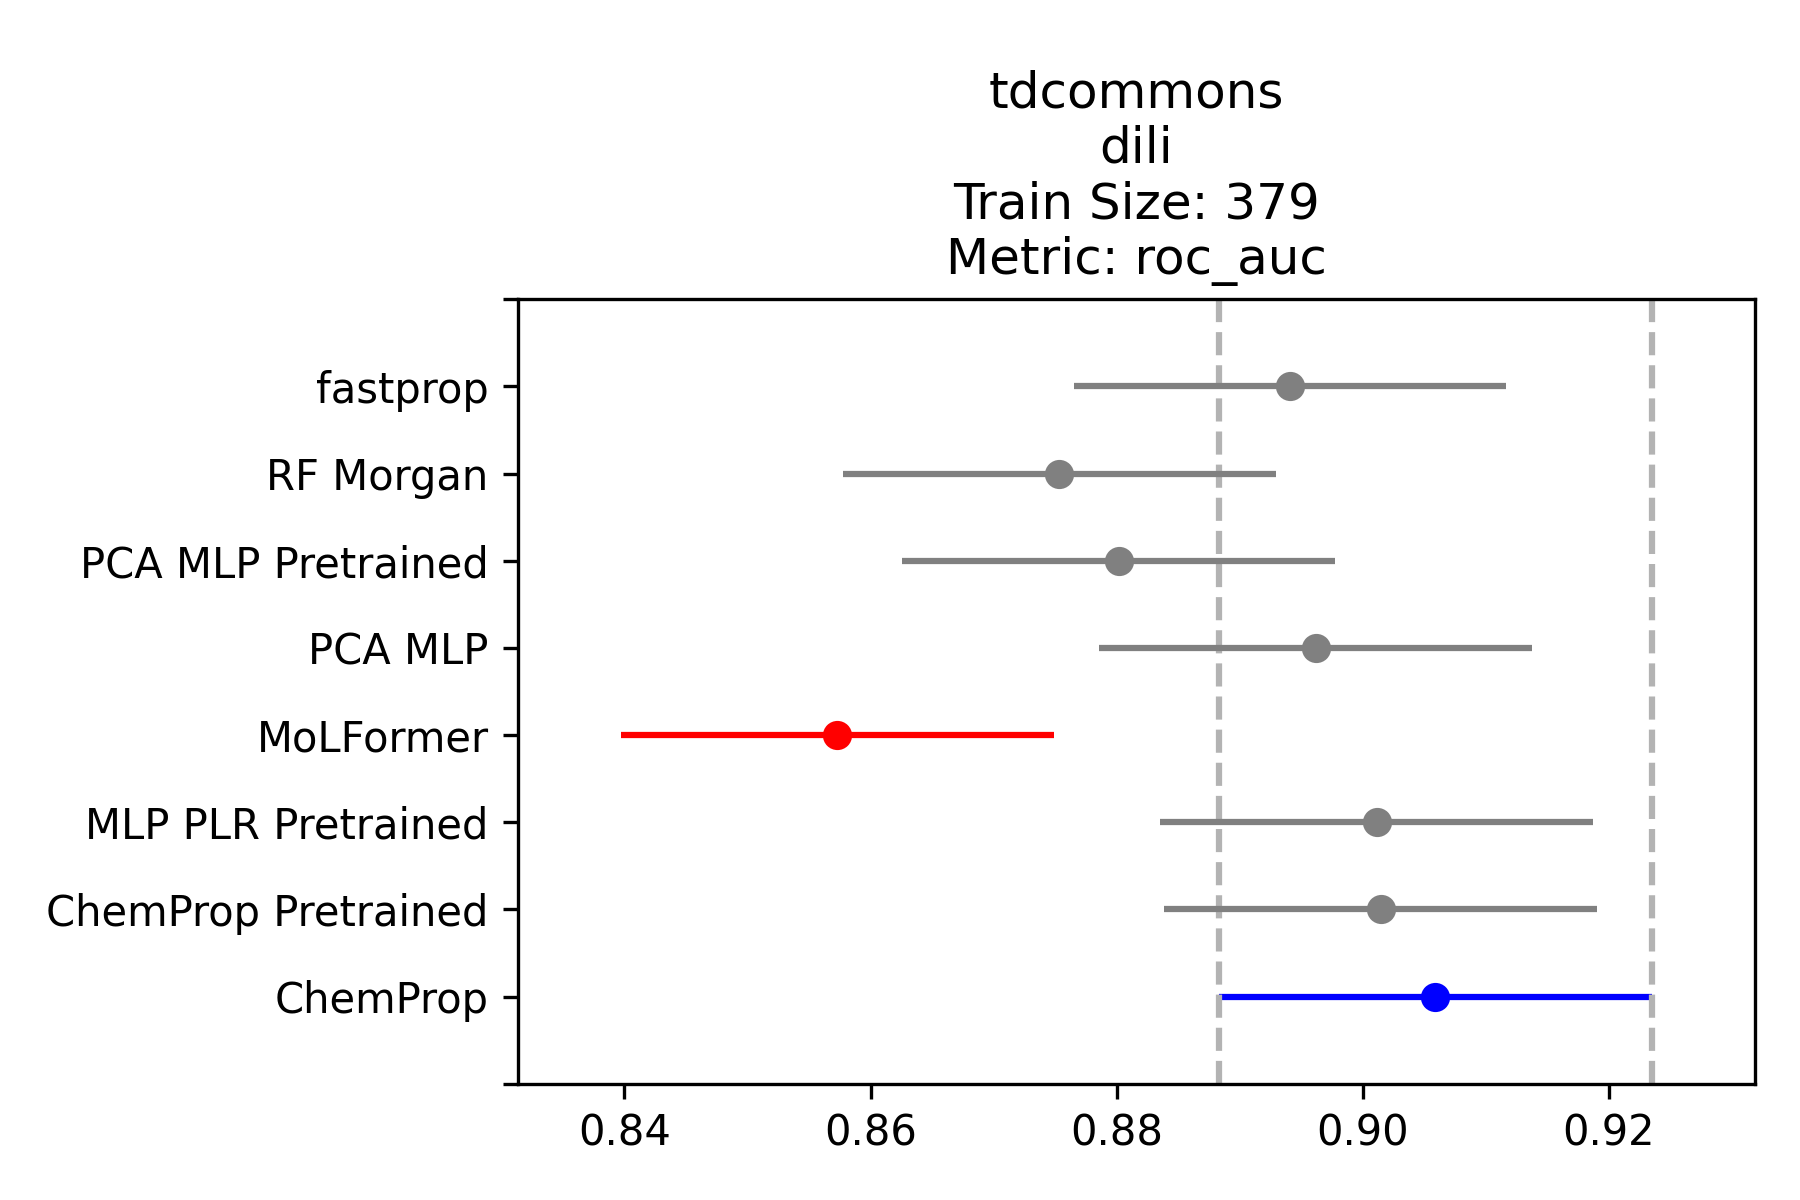 tdcommons
dili
Train Size: 379
Metric: roc_auc
fastprop
RF Morgan
PCA MLP Pretrained
PCA MLP
MoLFormer
MLP PLR Pretrained
ChemProp Pretrained
ChemProp
0.84 0.86 0.88 0.90 0.92